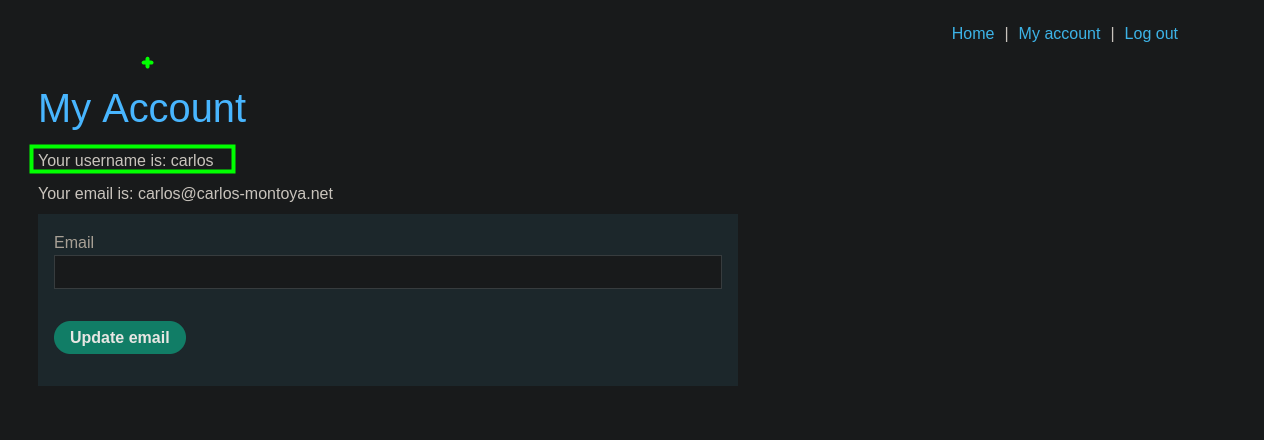 Home | My account | Log out
My Account
Your username is: carlos
Your email is: carlos@carlos-montoya.net
Email
Update email